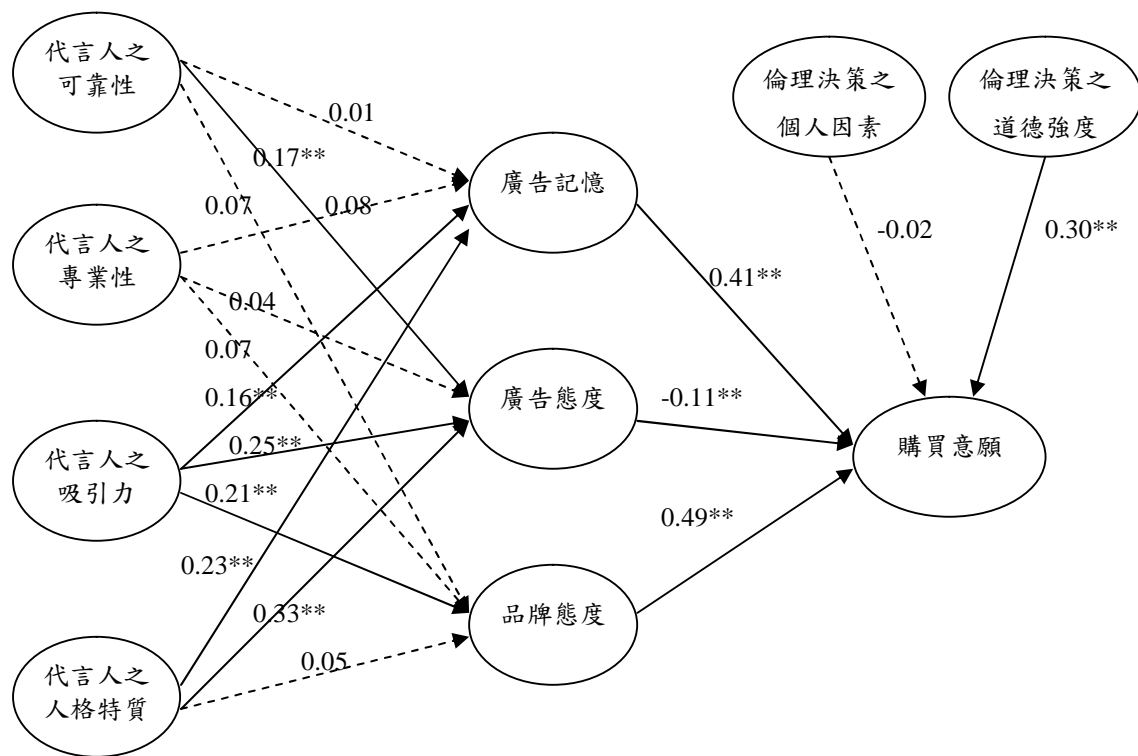 代言人之
可靠性
倫理決策之
個人因素
倫理決策之
道德強度
0.01
0.17**
廣告記憶
0.07
0.08
代言人之
專業性
-0.02
0.30**
0.41**
0.04
0.07
0.16**
廣告態度
-0.11**
0.25**
代言人之
吸引力
購買意願
0.21**
0.49**
0.23**
0.33**
品牌態度
0.05
代言人之
人格特質